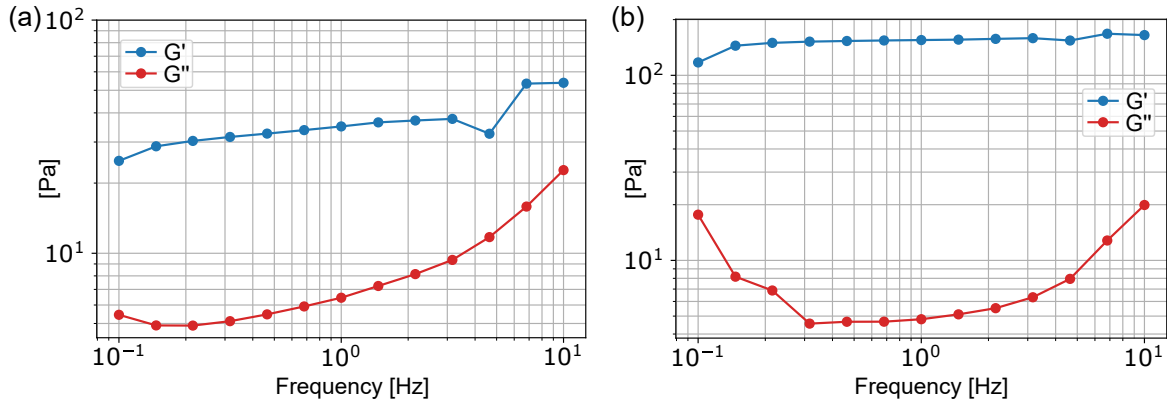 (a)
10²
G'
G"
[Pa]
10¹
10⁻¹
10⁰
10¹
Frequency [Hz]
(b)
10²
G'
G"
[Pa]
10¹
10⁻¹
10⁰
10¹
Frequency [Hz]